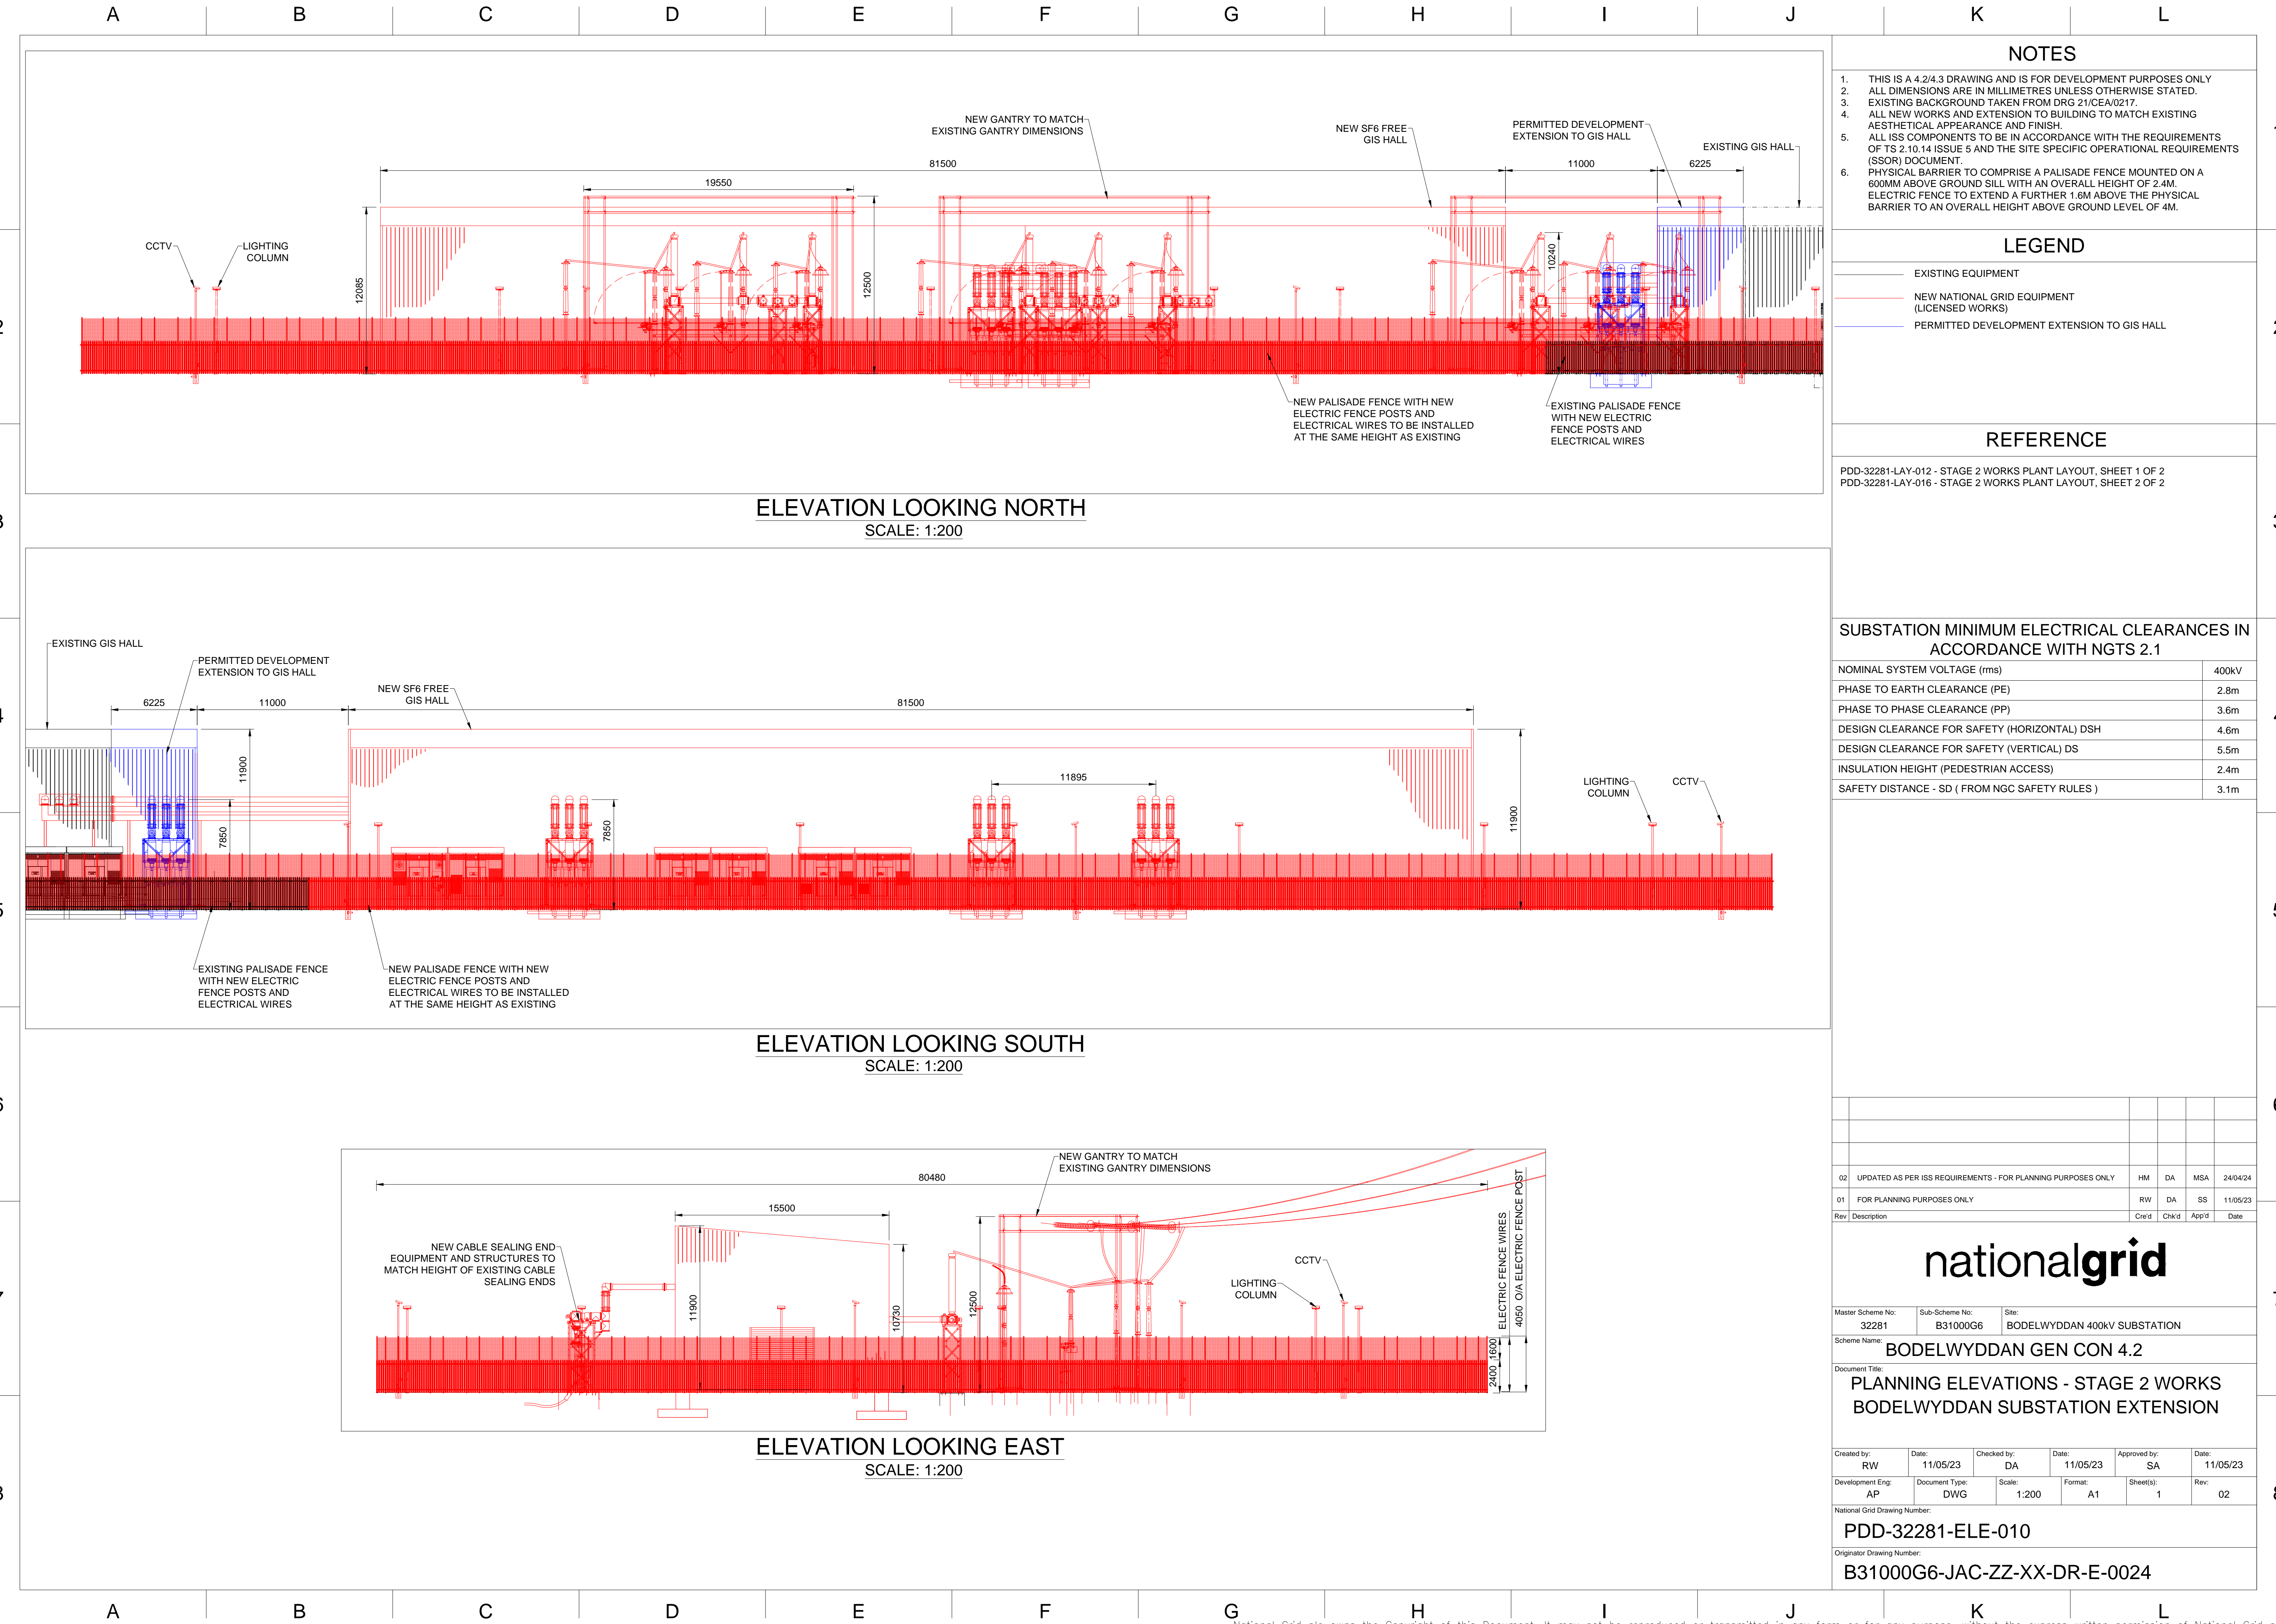 A B C D E F G H I J K L
NEW GANTRY TO MATCH
EXISTING GANTRY DIMENSIONS
NEW SF6 FREE
GIS HALL
PERMITTED DEVELOPMENT
EXTENSION TO GIS HALL
EXISTING GIS HALL
81500
11000
6225
19550
CCTV
LIGHTING
COLUMN
12085
12500
10240
NEW PALISADE FENCE WITH NEW
ELECTRIC FENCE POSTS AND
ELECTRICAL WIRES TO BE INSTALLED
AT THE SAME HEIGHT AS EXISTING
EXISTING PALISADE FENCE
WITH NEW ELECTRIC
FENCE POSTS AND
ELECTRICAL WIRES
ELEVATION LOOKING NORTH
SCALE: 1:200
EXISTING GIS HALL
PERMITTED DEVELOPMENT
EXTENSION TO GIS HALL
NEW SF6 FREE
GIS HALL
6225
11000
81500
11900
7850
7850
11895
11900
LIGHTING
COLUMN
CCTV
EXISTING PALISADE FENCE
WITH NEW ELECTRIC
FENCE POSTS AND
ELECTRICAL WIRES
NEW PALISADE FENCE WITH NEW
ELECTRIC FENCE POSTS AND
ELECTRICAL WIRES TO BE INSTALLED
AT THE SAME HEIGHT AS EXISTING
ELEVATION LOOKING SOUTH
SCALE: 1:200
NEW GANTRY TO MATCH
EXISTING GANTRY DIMENSIONS
80480
15500
NEW CABLE SEALING END
EQUIPMENT AND STRUCTURES TO
MATCH HEIGHT OF EXISTING CABLE
SEALING ENDS
11900
10730
12500
CCTV
LIGHTING
COLUMN
2400
1600
ELECTRIC FENCE WIRES
4050 O/A ELECTRIC FENCE POST
ELEVATION LOOKING EAST
SCALE: 1:200
NOTES
1. THIS IS A 4.2/4.3 DRAWING AND IS FOR DEVELOPMENT PURPOSES ONLY
2. ALL DIMENSIONS ARE IN MILLIMETRES UNLESS OTHERWISE STATED.
3. EXISTING BACKGROUND TAKEN FROM DRG 21/CEA/0217.
4. ALL NEW WORKS AND EXTENSION TO BUILDING TO MATCH EXISTING
AESTHETICAL APPEARANCE AND FINISH.
5. ALL ISS COMPONENTS TO BE IN ACCORDANCE WITH THE REQUIREMENTS
OF TS 2.10.14 ISSUE 5 AND THE SITE SPECIFIC OPERATIONAL REQUIREMENTS
(SSOR) DOCUMENT.
6. PHYSICAL BARRIER TO COMPRISE A PALISADE FENCE MOUNTED ON A
600MM ABOVE GROUND SILL WITH AN OVERALL HEIGHT OF 2.4M.
ELECTRIC FENCE TO EXTEND A FURTHER 1.6M ABOVE THE PHYSICAL
BARRIER TO AN OVERALL HEIGHT ABOVE GROUND LEVEL OF 4M.
LEGEND
EXISTING EQUIPMENT
NEW NATIONAL GRID EQUIPMENT
(LICENSED WORKS)
PERMITTED DEVELOPMENT EXTENSION TO GIS HALL
REFERENCE
PDD-32281-LAY-012 - STAGE 2 WORKS PLANT LAYOUT, SHEET 1 OF 2
PDD-32281-LAY-016 - STAGE 2 WORKS PLANT LAYOUT, SHEET 2 OF 2
SUBSTATION MINIMUM ELECTRICAL CLEARANCES IN
ACCORDANCE WITH NGTS 2.1
NOMINAL SYSTEM VOLTAGE (rms) 400kV
PHASE TO EARTH CLEARANCE (PE) 2.8m
PHASE TO PHASE CLEARANCE (PP) 3.6m
DESIGN CLEARANCE FOR SAFETY (HORIZONTAL) DSH 4.6m
DESIGN CLEARANCE FOR SAFETY (VERTICAL) DS 5.5m
INSULATION HEIGHT (PEDESTRIAN ACCESS) 2.4m
SAFETY DISTANCE - SD ( FROM NGC SAFETY RULES ) 3.1m
02 UPDATED AS PER ISS REQUIREMENTS - FOR PLANNING PURPOSES ONLY HM DA MSA 24/04/24
01 FOR PLANNING PURPOSES ONLY RW DA SS 11/05/23
Rev Description Cre'd Chk'd App'd Date
nationalgrid
Master Scheme No: Sub-Scheme No: Site:
32281 B31000G6 BODELWYDDAN 400kV SUBSTATION
Scheme Name: BODELWYDDAN GEN CON 4.2
Document Title:
PLANNING ELEVATIONS - STAGE 2 WORKS
BODELWYDDAN SUBSTATION EXTENSION
Created by: Date: Checked by: Date: Approved by: Date:
RW 11/05/23 DA 11/05/23 SA 11/05/23
Development Eng: Document Type: Scale: Format: Sheet(s): Rev:
AP DWG 1:200 A1 1 02
National Grid Drawing Number:
PDD-32281-ELE-010
Originator Drawing Number:
B31000G6-JAC-ZZ-XX-DR-E-0024
A B C D E F G H I J K L